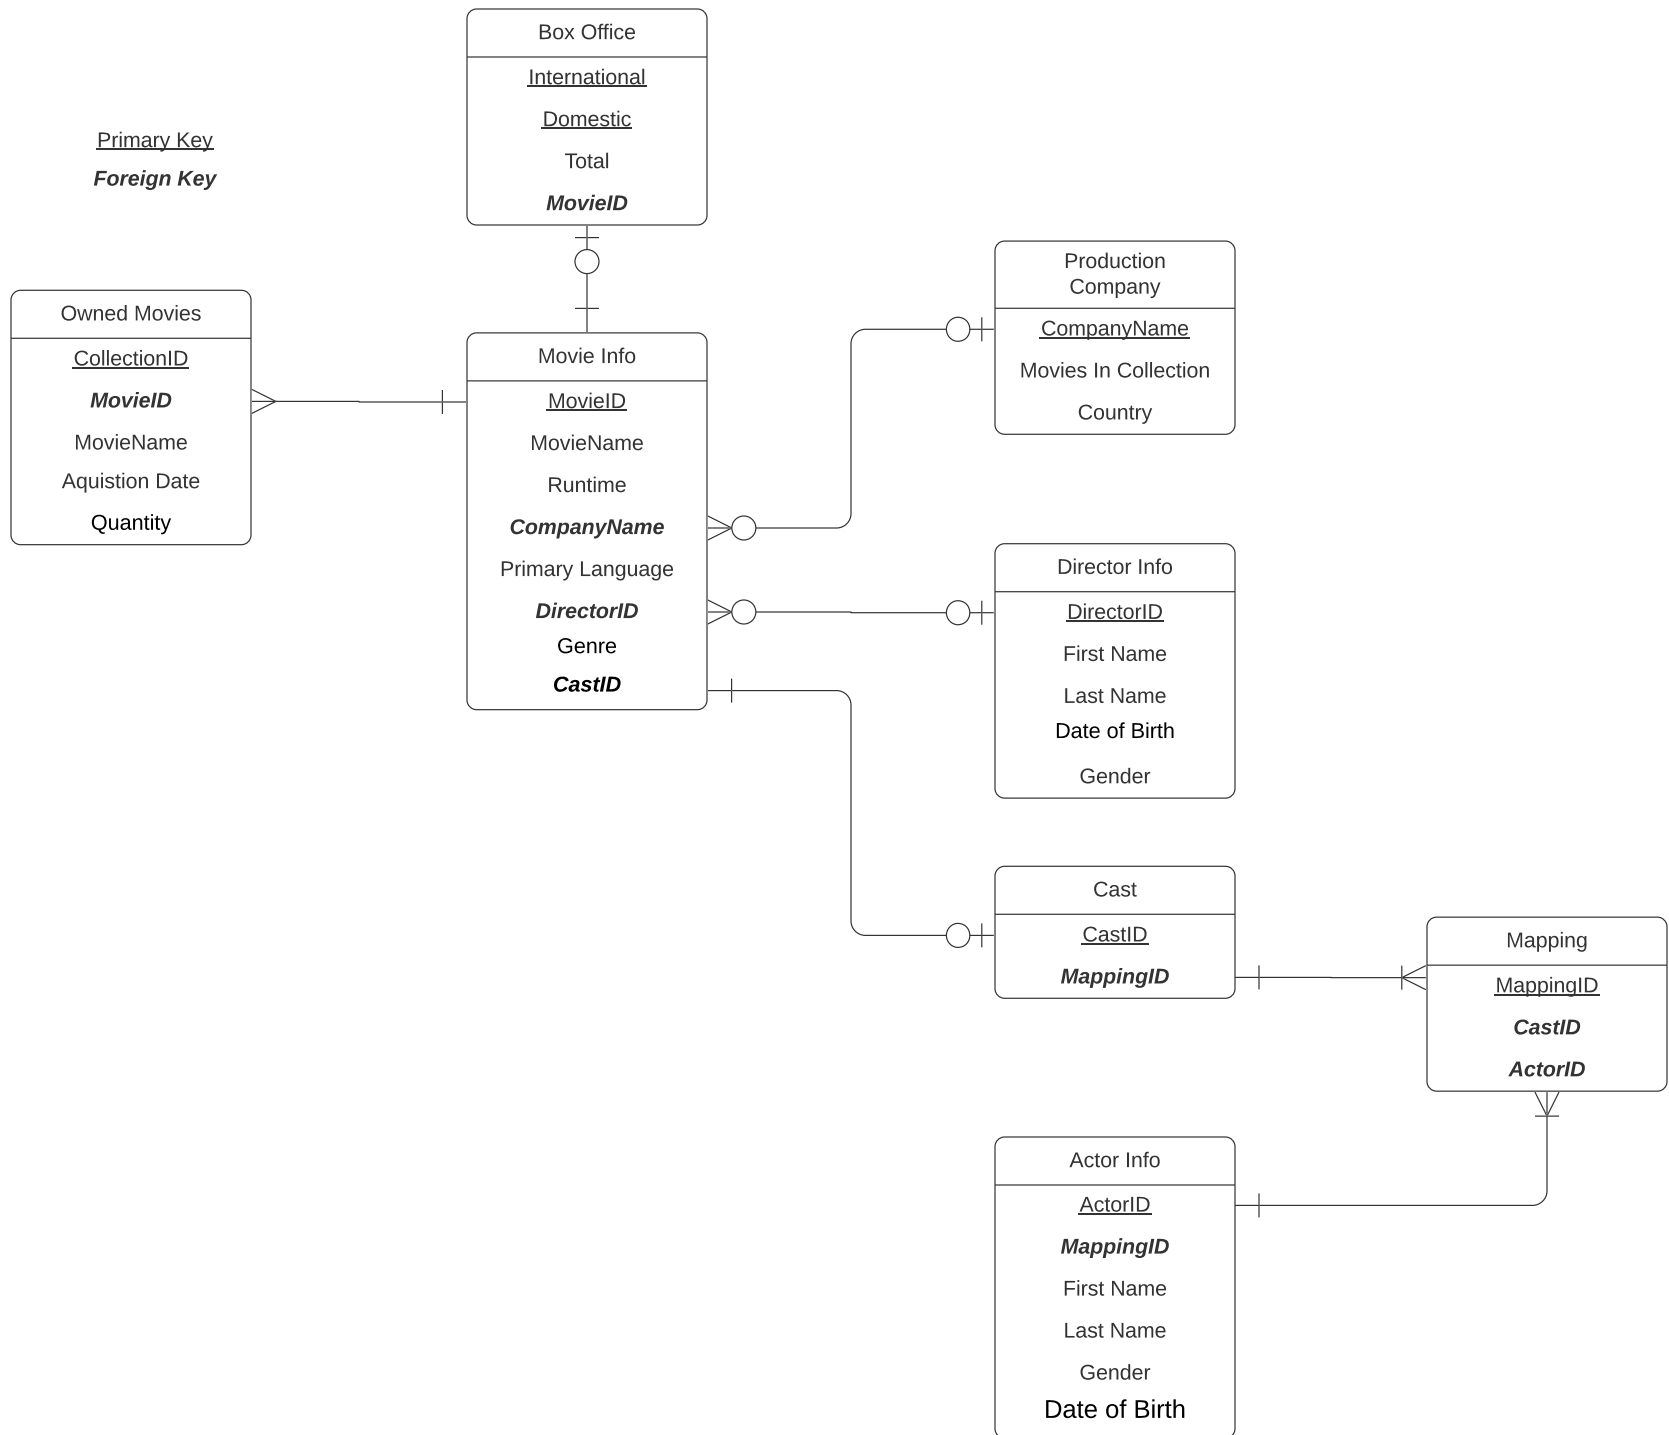 Primary Key
Foreign Key
Box Office
International
Domestic
Total
MovieID
Owned Movies
CollectionID
MovieID
MovieName
Aquistion Date
Quantity
Movie Info
MovieID
MovieName
Runtime
CompanyName
Primary Language
DirectorID
Genre
CastID
Production
Company
CompanyName
Movies In Collection
Country
Director Info
DirectorID
First Name
Last Name
Date of Birth
Gender
Cast
CastID
MappingID
Mapping
MappingID
CastID
ActorID
Actor Info
ActorID
MappingID
First Name
Last Name
Gender
Date of Birth